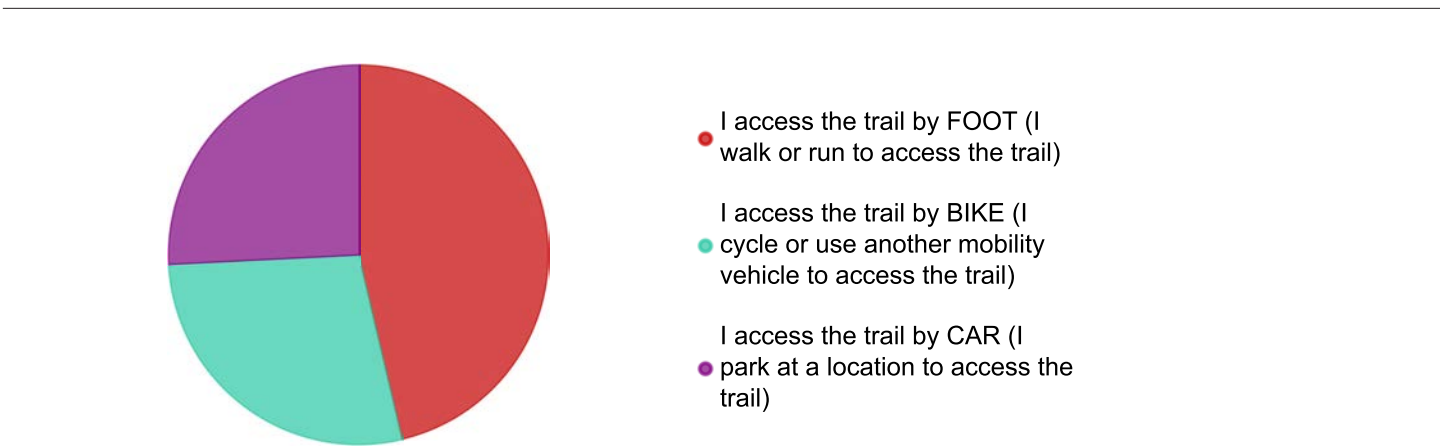 I access the trail by FOOT (I
walk or run to access the trail)
I access the trail by BIKE (I
cycle or use another mobility
vehicle to access the trail)
I access the trail by CAR (I
park at a location to access the
trail)